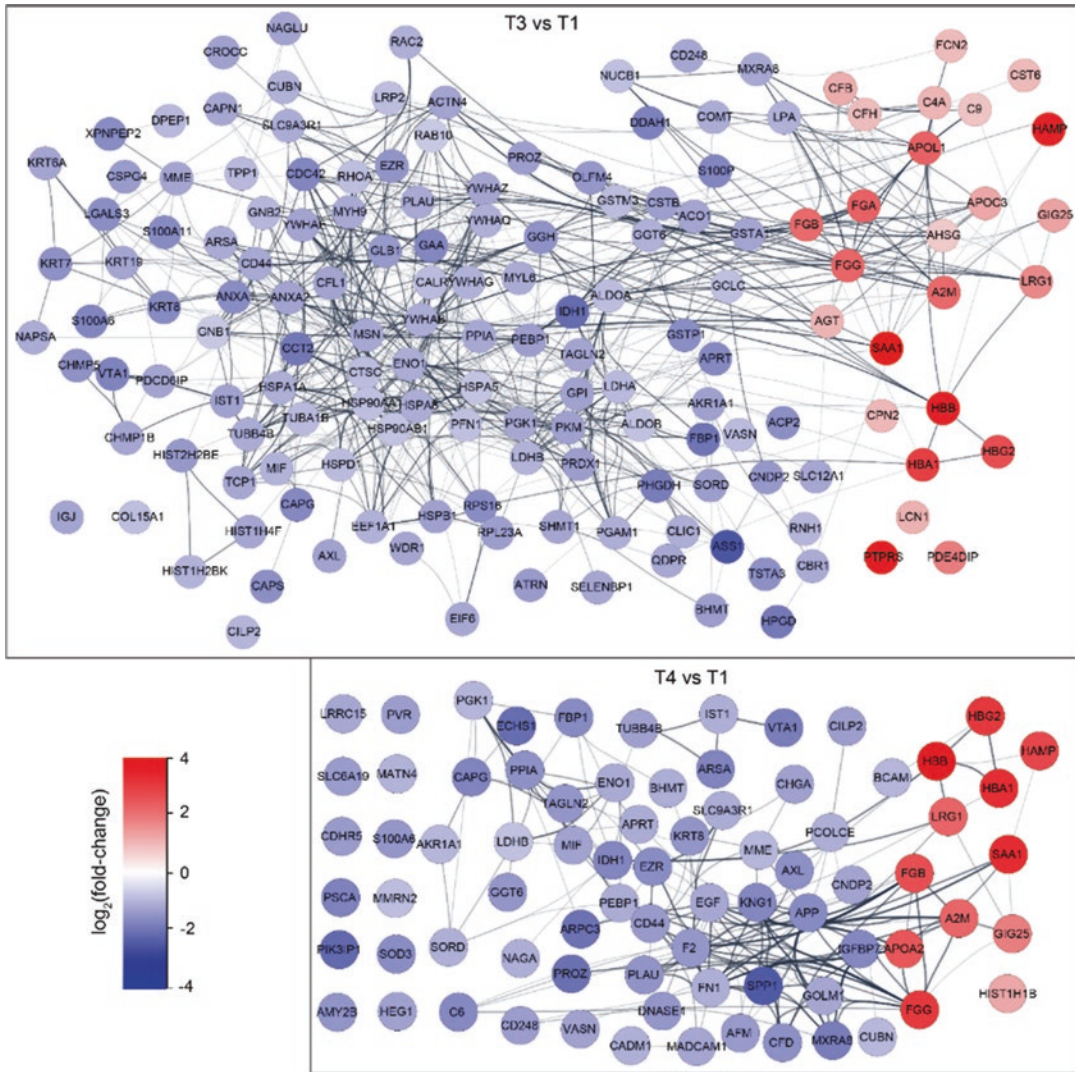 T3 vs T1
NAGLU
CROCC
RAC2
CD248
FCN2
CUBN
NUCB1
MXRA8
CST6
CAPN1
LRP2
ACTN4
CFB
C4A
C9
DPEP1
SLC9A3R1
DDAH1
COMT
LPA
CFH
XPNPEP2
RAB10
HAMP
PROZ
APOL1
KRT6A
CSPG4
MME
TPP1
CDC42
RHOA
EZR
OLFM4
S100P
LGALS3
GNB2
MYH9
PLAU
YWHAZ
GSTM3
CSTB
ACO1
FGA
APOC3
GIG25
S100A11
YWHAE
YWHAQ
GGT6
GSTA1
FGB
AHSG
ARSA
GLB1
GAA
GGH
KRT7
KRT19
CD44
CFL1
CALR
YWHAG
MYL6
ALDOA
GCLC
FGG
LRG1
KRT8
ANXA1
ANXA2
A2M
S100A6
IDH1
AGT
NAPSA
GNB1
MSN
YWHAB
PPIA
PEBP1
GSTP1
SAA1
CCT2
TAGLN2
APRT
CHMP5
VTA1
PDCD6IP
CTSC
ENO1
HSPA5
LDHA
HSPA1A
GPI
AKR1A1
HBB
IST1
HSP90AA1
HSPA8
CPN2
TUBA1B
PGK1
PKM
ALDOB
VASN
ACP2
CHMP1B
TUBB4B
HSP90AB1
PFN1
FBP1
HBG2
HIST2H2BE
MIF
HSPD1
LDHB
PRDX1
HBA1
TCP1
PHGDH
SORD
CNDP2
SLC12A1
CAPG
RPS16
IGJ
COL15A1
HIST1H4F
EEF1A1
HSPB1
SHMT1
PGAM1
CLIC1
RNH1
LCN1
RPL23A
AXL
WDR1
ASS1
QDPR
CBR1
PTPRS
PDE4DIP
HIST1H2BK
CAPS
ATRN
SELENBP1
TSTA3
EIF6
BHMT
HPGD
CILP2
T4 vs T1
LRRC15
PVR
PGK1
ECHS1
FBP1
TUBB4B
IST1
VTA1
CILP2
HBG2
HAMP
SLC6A19
MATN4
CAPG
PPIA
ENO1
BHMT
ARSA
CHGA
BCAM
HBB
HBA1
TAGLN2
SLC9A3R1
CDHR5
S100A6
AKR1A1
LDHB
MIF
APRT
KRT8
MME
PCOLCE
LRG1
IDH1
EZR
AXL
SAA1
PSCA
MMRN2
GGT6
PEBP1
EGF
KNG1
APP
CNDP2
FGB
ARPC3
CD44
A2M
GIG25
PIK3IP1
SOD3
SORD
NAGA
F2
IGFBP7
APOA2
PROZ
PLAU
FN1
SPP1
GOLM1
HIST1H1B
AMY2B
HEG1
C6
CD248
VASN
DNASE1
FGG
CADM1
MADCAM1
AFM
CFD
MXRA8
CUBN
log2(fold-change)
4
2
0
-2
-4